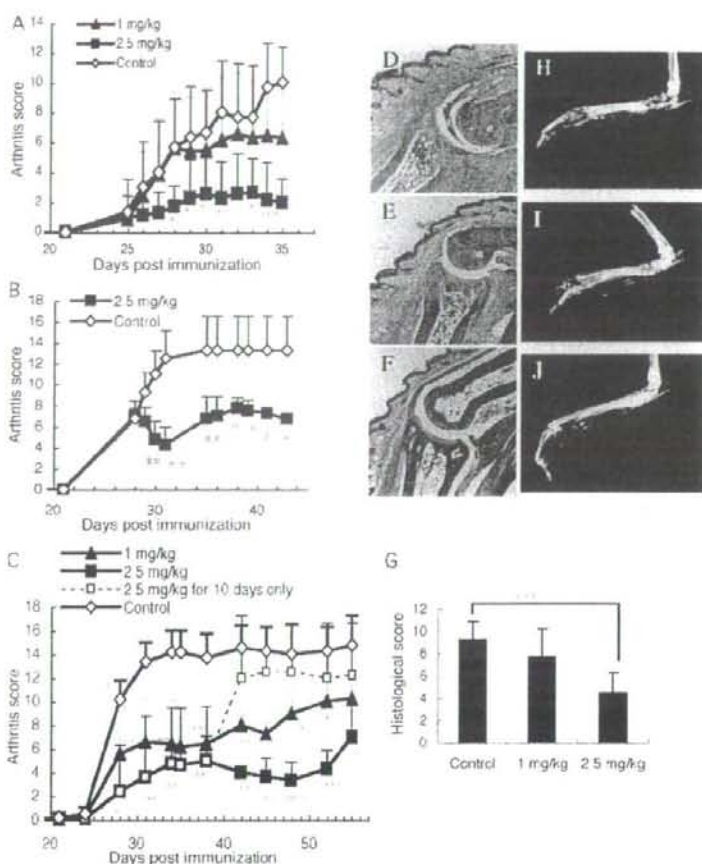 A
1 mg/kg
2.5 mg/kg
Control
Arthritis score
14
12
10
8
6
4
2
0
20 25 30 35
Days post immunization
B
2.5 mg/kg
Control
Arthritis score
18
16
14
12
10
8
6
4
2
0
20 30 40
Days post immunization
C
1 mg/kg
2 5 mg/kg
2 5 mg/kg for 10 days only
Control
Arthritis score
18
16
14
12
10
8
6
4
2
0
20 30 40 50
Days post immunization
D
E
F
H
I
J
G
Histological score
12
10
8
6
4
2
0
Control 1 mg/kg 2 5 mg/kg